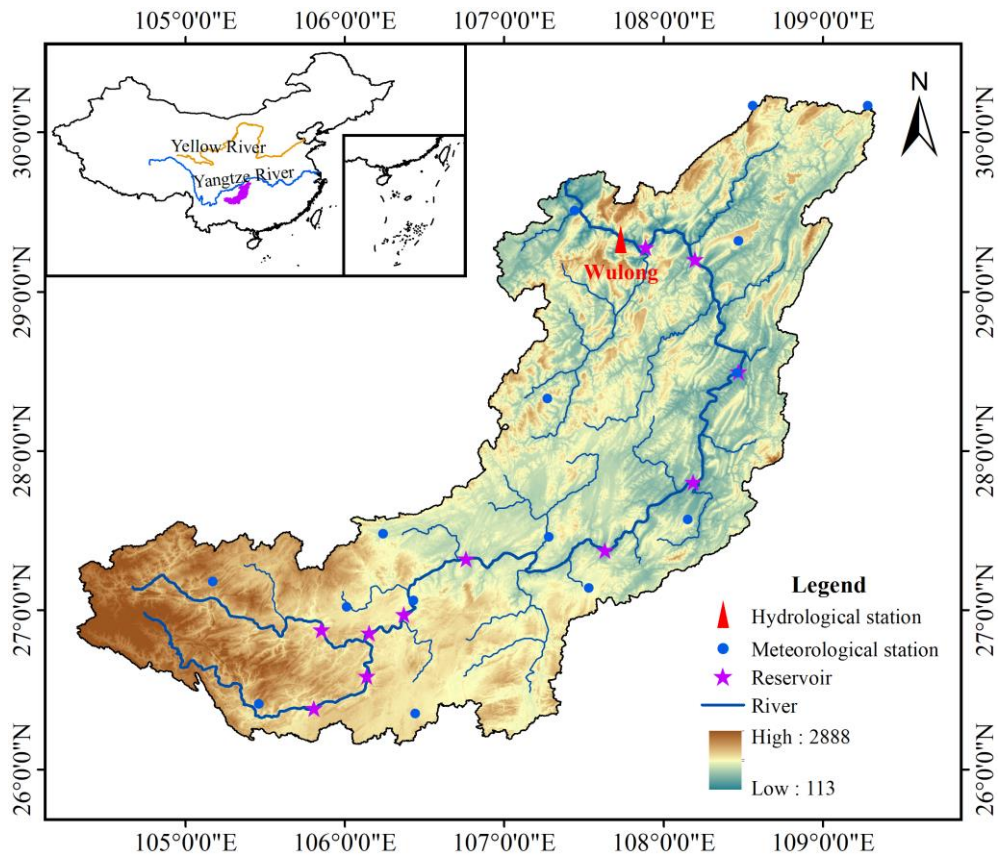 105°0'0"E 106°0'0"E 107°0'0"E 108°0'0"E 109°0'0"E
30°0'0"N
29°0'0"N
28°0'0"N
27°0'0"N
26°0'0"N
Yellow River
Yangtze River
N
Wulong
Legend
Hydrological station
Meteorological station
Reservoir
River
High : 2888
Low : 113
30°0'0"N
29°0'0"N
28°0'0"N
27°0'0"N
26°0'0"N
105°0'0"E 106°0'0"E 107°0'0"E 108°0'0"E 109°0'0"E